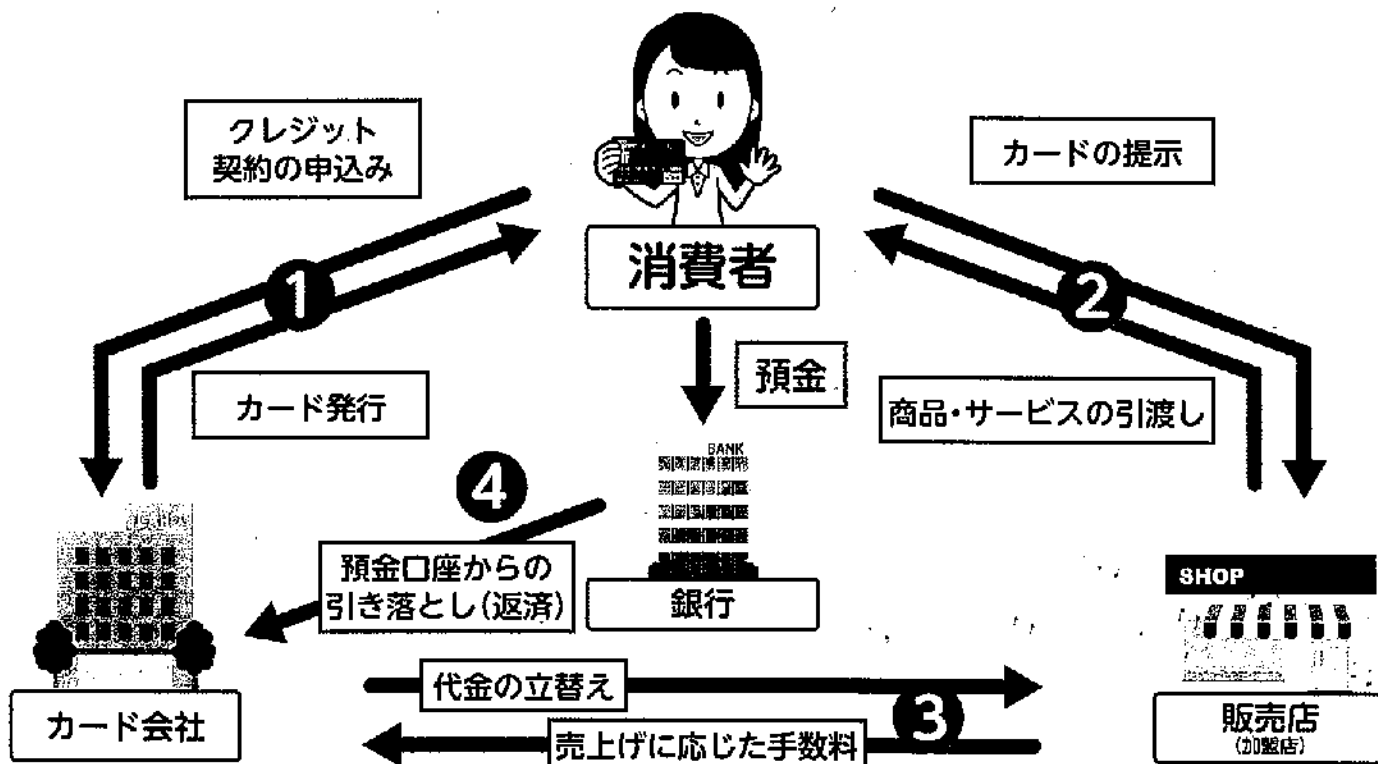 クレジット
契約の申込み
カードの提示
消費者
1
2
預金
カード発行
商品・サービスの引渡し
BANK
4
預金口座からの
引き落とし(返済)
銀行
SHOP
代金の立替え
3
カード会社
売上げに応じた手数料
販売店
(加盟店)